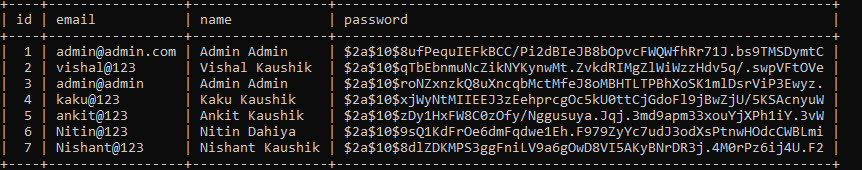 | id | email | name | password |
| 1 | admin@admin.com | Admin Admin | $2a$10$8ufPequIEFkBCC/Pi2dBIeJB8bOpvcFWQWfhRr71J.bs9TMSDymtC |
| 2 | vishal@123 | Vishal Kaushik | $2a$10$qTbEbnmuNcZikNYKynwMt.ZvkdRIMgZlWiWzzHdv5q/.swpVFtOVe |
| 3 | admin@admin | Admin Admin | $2a$10$roNZxnzkQ8uXncqbMctMfeJ8oMBHTLTPBhXoSK1mlDsrViP3Ewyz. |
| 4 | kaku@123 | Kaku Kaushik | $2a$10$xjWyNtMIIEEJ3zEehprcgOc5kU0ttCjGdoFl9jBwZjU/5KSAcnyuW |
| 5 | ankit@123 | Ankit Kaushik | $2a$10$zDy1HxFW8C0zOfy/Nggusuya.Jqj.3md9apm33xouYjXPh1iY.3vW |
| 6 | Nitin@123 | Nitin Dahiya | $2a$10$9sQ1KdFrOe6dmFqdwe1Eh.F979ZyYc7udJ3odXsPtnwHOdcCWBLmi |
| 7 | Nishant@123 | Nishant Kaushik | $2a$10$8dlZDKMPS3ggFniLV9a6gOwD8VI5AKyBNrDR3j.4M0rPz6ij4U.F2 |